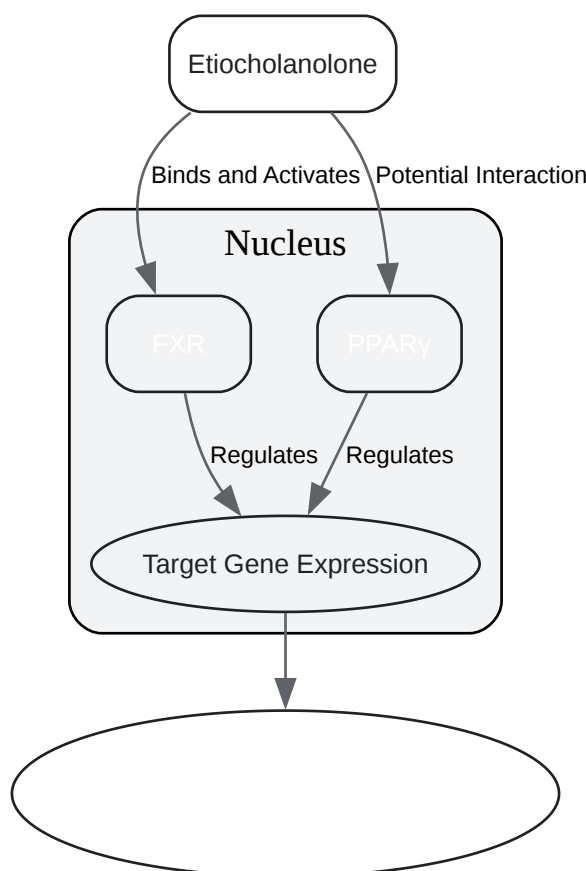 Etiocholanolone
Binds and Activates
Potential Interaction
Nucleus
FXR
PPARγ
Regulates
Regulates
Target Gene Expression